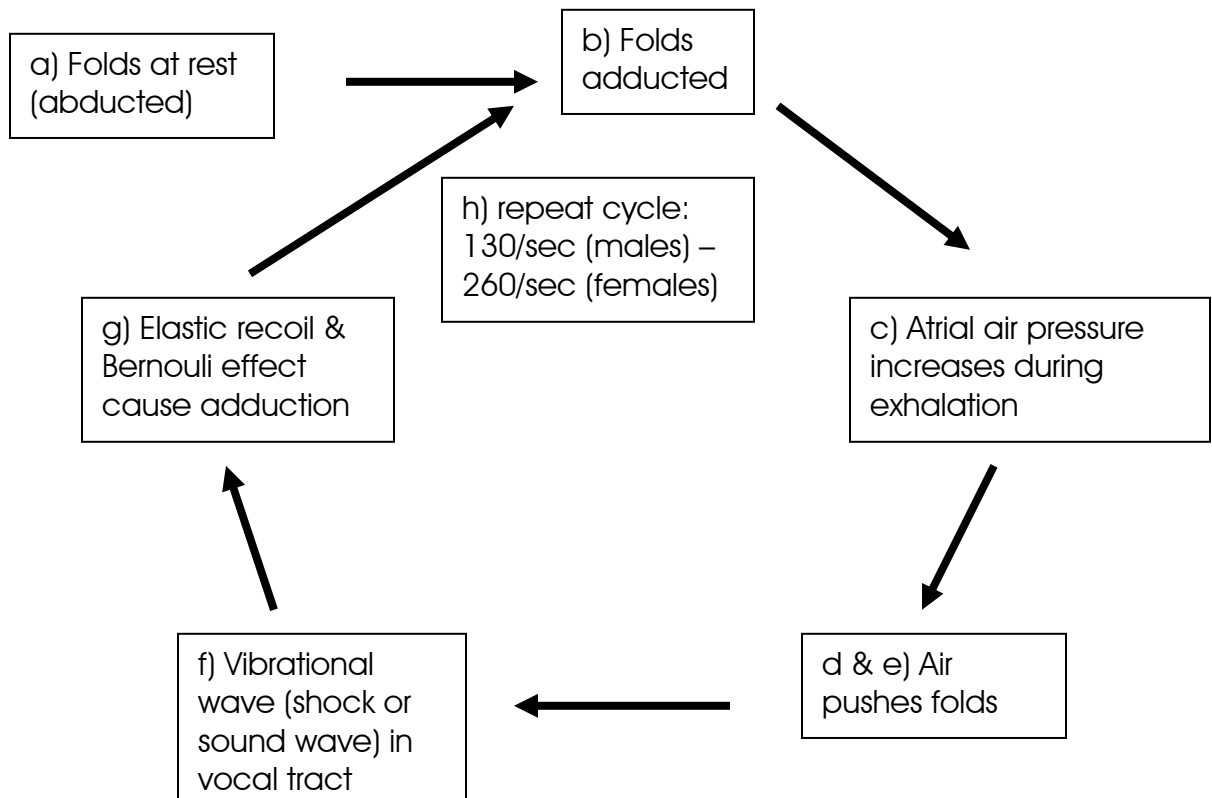 a) Folds at rest
(abducted)
b) Folds
adducted
h) repeat cycle:
130/sec (males) –
260/sec (females)
g) Elastic recoil &
Bernouli effect
cause adduction
c) Atrial air pressure
increases during
exhalation
f) Vibrational
wave (shock or
sound wave) in
vocal tract
d & e) Air
pushes folds